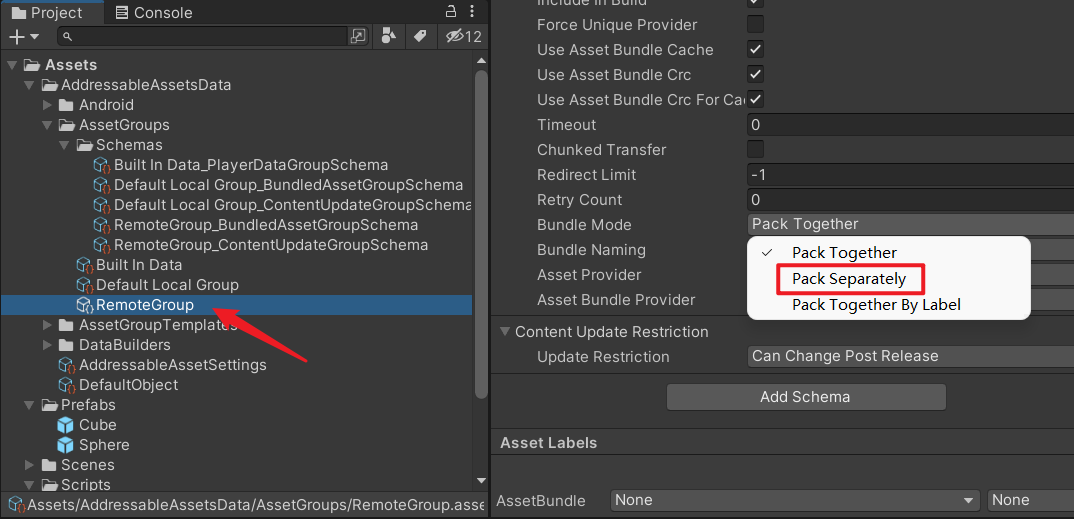 Project
Console
12
Assets
AddressableAssetsData
Android
AssetGroups
Schemas
Built In Data_PlayerDataGroupSchema
Default Local Group_BundledAssetGroupSchema
Default Local Group_ContentUpdateGroupSchema
RemoteGroup_BundledAssetGroupSchema
RemoteGroup_ContentUpdateGroupSchema
Built In Data
Default Local Group
RemoteGroup
AssetGroupTemplates
DataBuilders
AddressableAssetSettings
DefaultObject
Prefabs
Cube
Sphere
Scenes
Scripts
Assets/AddressableAssetsData/AssetGroups/RemoteGroup.asse
Include In Build
Force Unique Provider
Use Asset Bundle Cache
Use Asset Bundle Crc
Use Asset Bundle Crc For Ca
Timeout 0
Chunked Transfer
Redirect Limit -1
Retry Count 0
Bundle Mode Pack Together
Bundle Naming
Pack Together
Asset Provider
Pack Separately
Asset Bundle Provider
Pack Together By Label
Content Update Restriction
Update Restriction Can Change Post Release
Add Schema
Asset Labels
AssetBundle None None